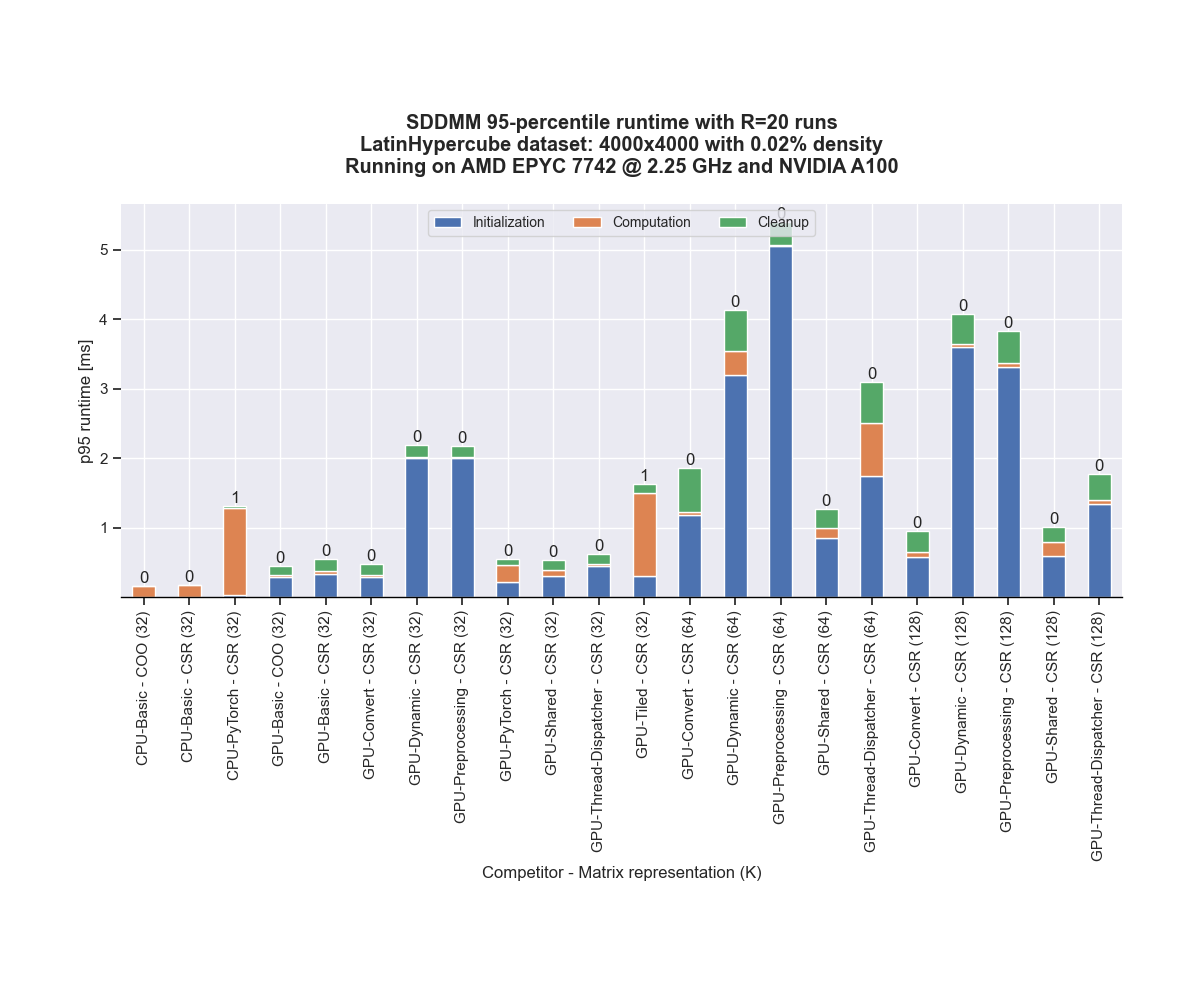 SDDMM 95-percentile runtime with R=20 runs
LatinHypercube dataset: 4000x4000 with 0.02% density
Running on AMD EPYC 7742 @ 2.25 GHz and NVIDIA A100
Initialization Computation Cleanup
p95 runtime [ms]
5
4
3
2
1
0
0
1
0
0
0
0
0
0
0
0
1
0
0
0
0
0
0
0
0
0
0
CPU-Basic - COO (32)
CPU-Basic - CSR (32)
CPU-PyTorch - CSR (32)
GPU-Basic - COO (32)
GPU-Basic - CSR (32)
GPU-Convert - CSR (32)
GPU-Dynamic - CSR (32)
GPU-Preprocessing - CSR (32)
GPU-PyTorch - CSR (32)
GPU-Shared - CSR (32)
GPU-Thread-Dispatcher - CSR (32)
GPU-Tiled - CSR (32)
GPU-Convert - CSR (64)
GPU-Dynamic - CSR (64)
GPU-Preprocessing - CSR (64)
GPU-Shared - CSR (64)
GPU-Thread-Dispatcher - CSR (64)
GPU-Convert - CSR (128)
GPU-Dynamic - CSR (128)
GPU-Preprocessing - CSR (128)
GPU-Shared - CSR (128)
GPU-Thread-Dispatcher - CSR (128)
Competitor - Matrix representation (K)